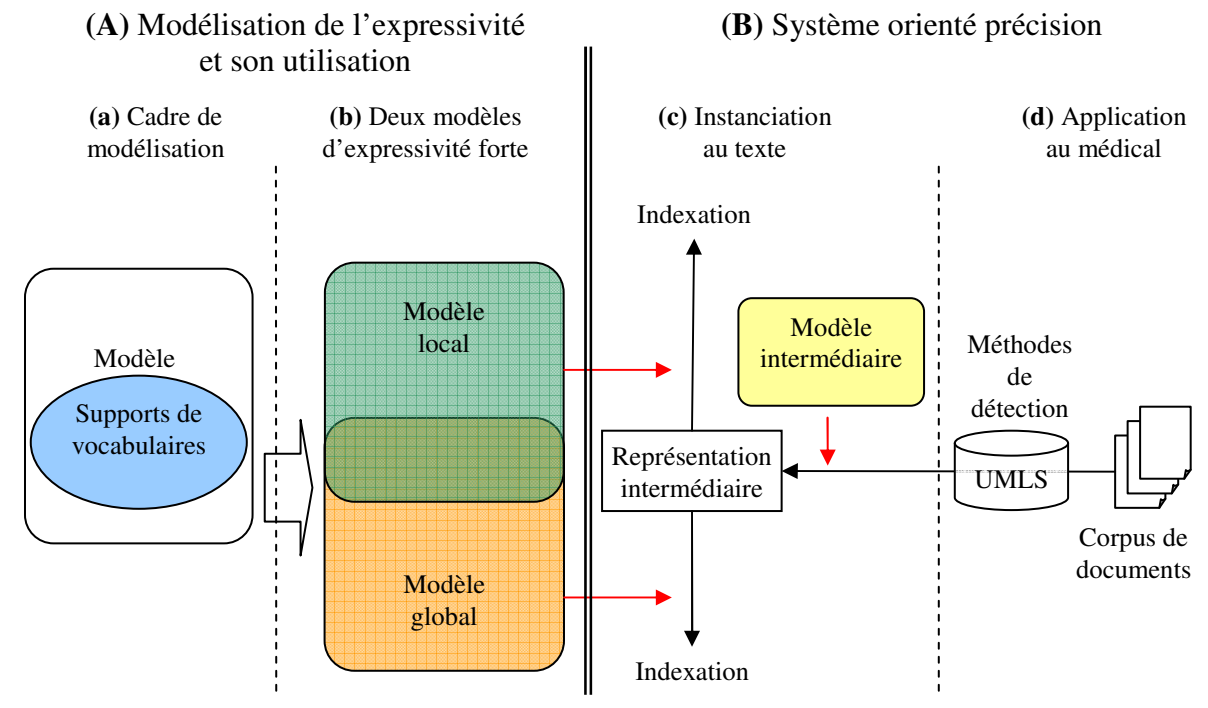 (A) Modélisation de l'expressivité
et son utilisation
(B) Système orienté précision
(a) Cadre de
modélisation
(b) Deux modèles
d'expressivité forte
(c) Instanciation
au texte
(d) Application
au médical
Modèle
Supports de
vocabulaires
Modèle
local
Modèle
global
Indexation
Modèle
intermédiaire
Représentation
intermédiaire
Indexation
Méthodes
de
détection
UMLS
Corpus de
documents